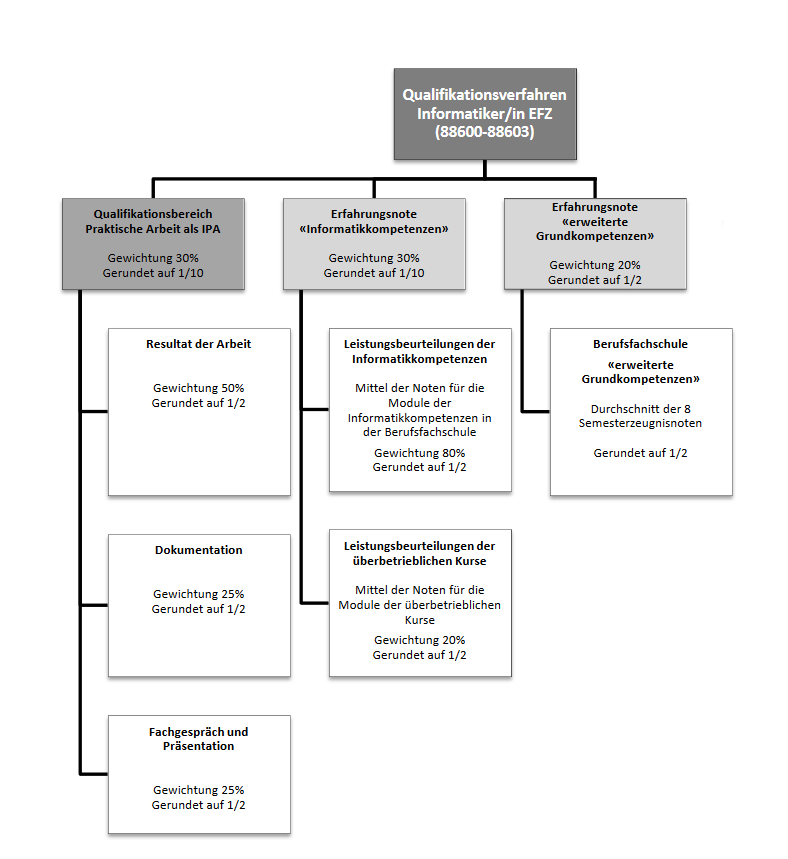 Qualifikationsverfahren
Informatiker/in EFZ
(88600-88603)
Qualifikationsbereich
Praktische Arbeit als IPA
Gewichtung 30%
Gerundet auf 1/10
Erfahrungsnote
«Informatikkompetenzen»
Gewichtung 30%
Gerundet auf 1/10
Erfahrungsnote
«erweiterte
Grundkompetenzen»
Gewichtung 20%
Gerundet auf 1/2
Resultat der Arbeit
Gewichtung 50%
Gerundet auf 1/2
Dokumentation
Gewichtung 25%
Gerundet auf 1/2
Fachgespräch und
Präsentation
Gewichtung 25%
Gerundet auf 1/2
Leistungsbeurteilungen der
Informatikkompetenzen
Mittel der Noten für die
Module der
Informatikkompetenzen in
der Berufsfachschule
Gewichtung 80%
Gerundet auf 1/2
Leistungsbeurteilungen der
überbetrieblichen Kurse
Mittel der Noten für die
Module der überbetrieblichen
Kurse
Gewichtung 20%
Gerundet auf 1/2
Berufsfachschule
«erweiterte
Grundkompetenzen»
Durchschnitt der 8
Semesterzeugnisnoten
Gerundet auf 1/2